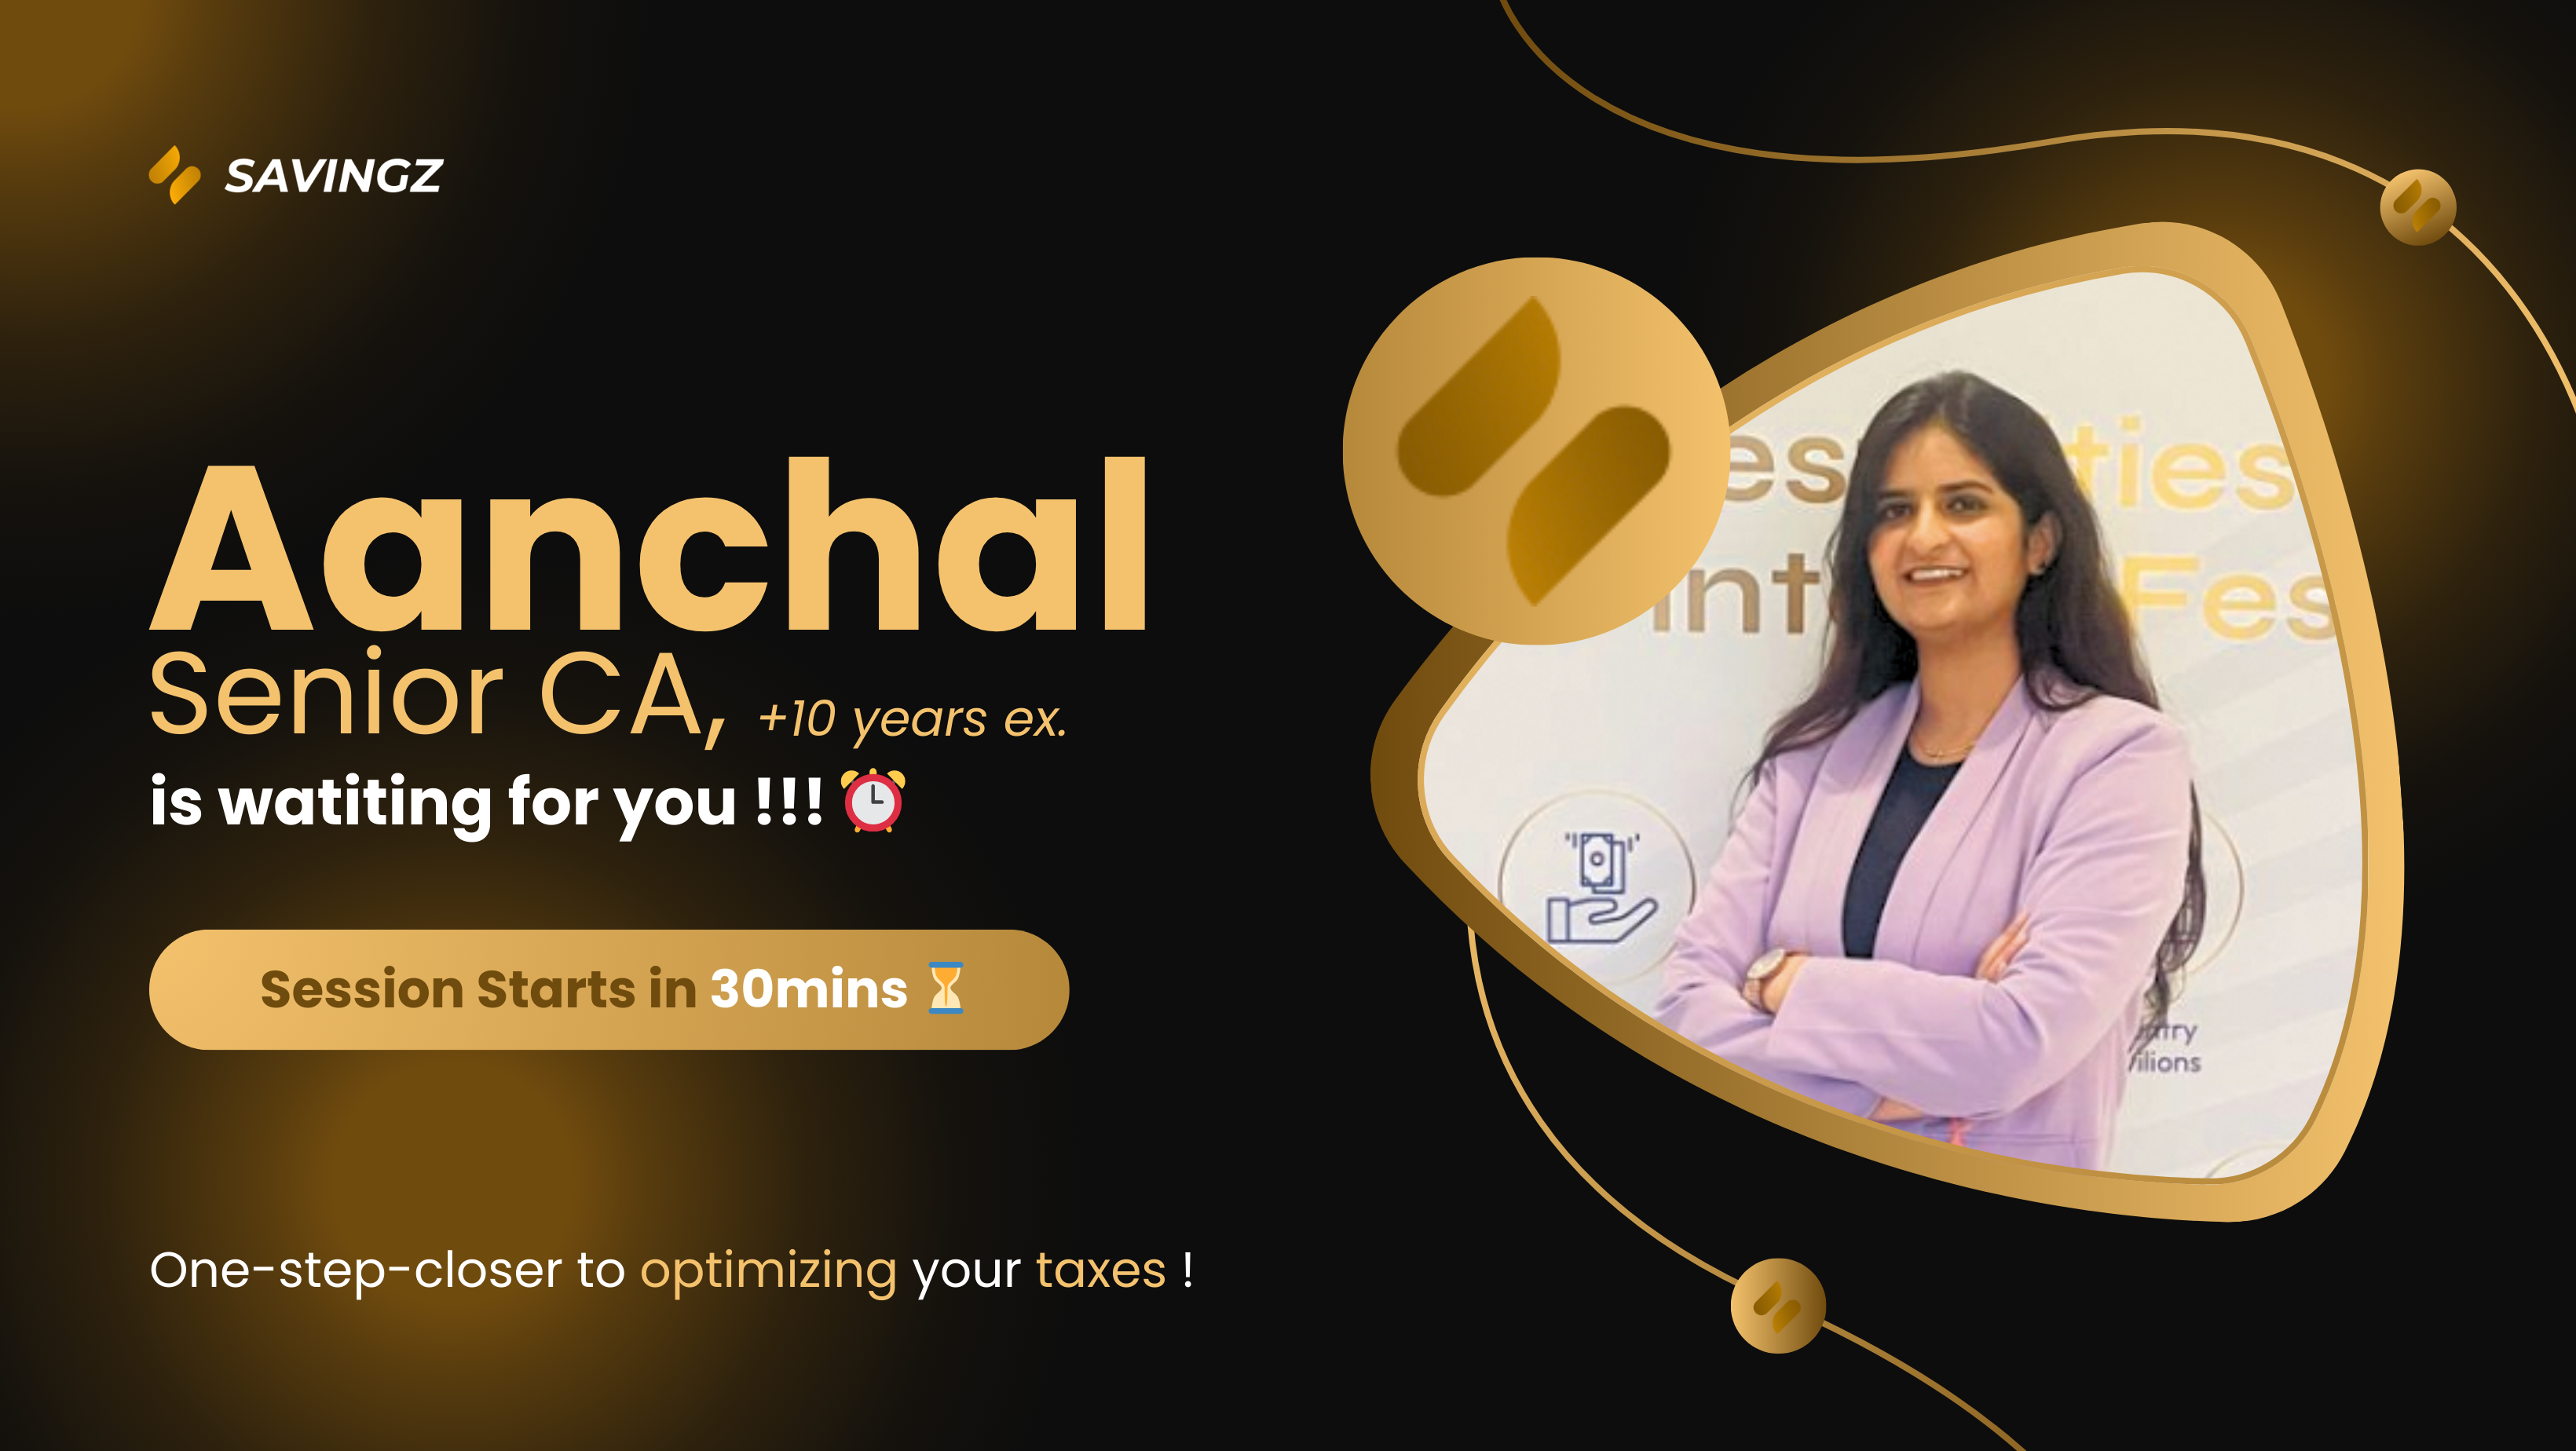 SAVINGZ
Aanchal
Senior CA, +10 years ex.
is watiting for you !!! ⏰
Session Starts in 30mins ⏳
One-step-closer to optimizing your taxes !